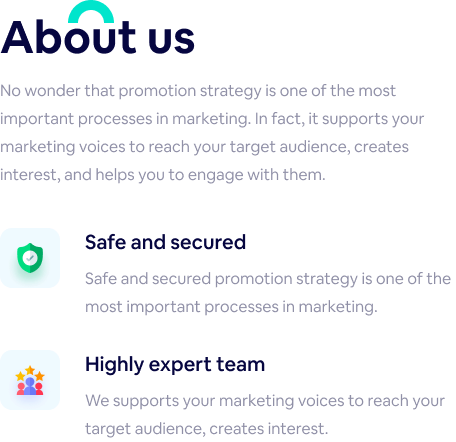 About us
No wonder that promotion strategy is one of the most
important processes in marketing. In fact, it supports your
marketing voices to reach your target audience, creates
interest, and helps you to engage with them.
Safe and secured
Safe and secured promotion strategy is one of the
most important processes in marketing.
Highly expert team
We supports your marketing voices to reach your
target audience, creates interest.